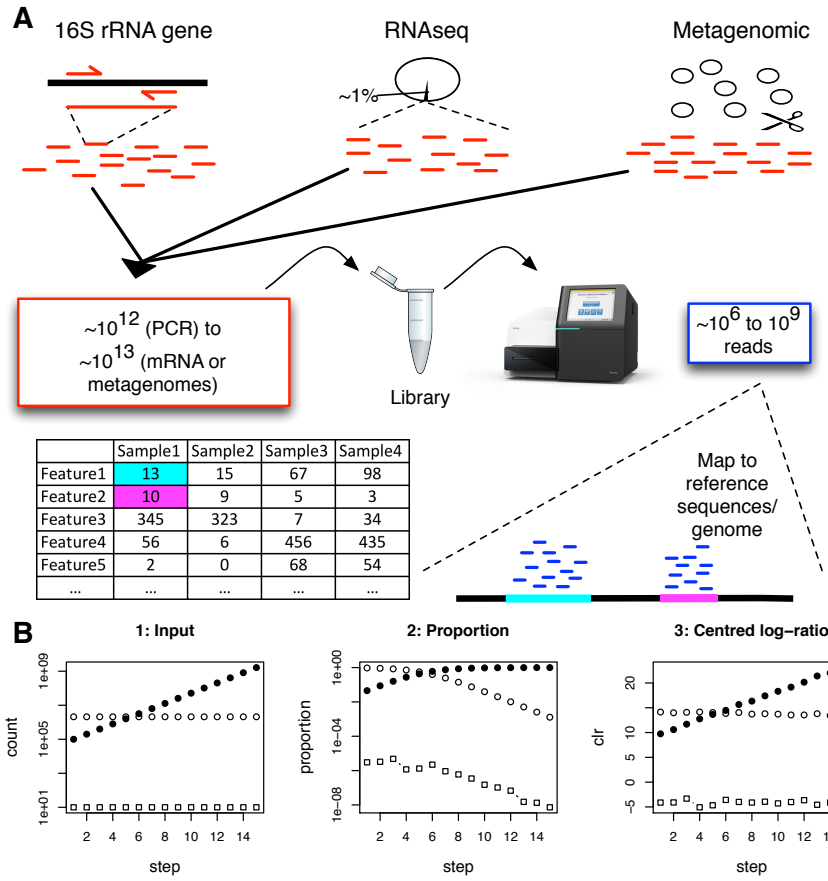 A
16S rRNA gene
RNAseq
Metagenomic
~1%
~10^12 (PCR) to
~10^13 (mRNA or
metagenomes)
Library
~10^6 to 10^9
reads
Sample1 Sample2 Sample3 Sample4
Feature1 13 15 67 98
Feature2 10 9 5 3
Feature3 345 323 7 34
Feature4 56 6 456 435
Feature5 2 0 68 54
... ... ... ... ...
Map to
reference
sequences/
genome
B
1: Input
count
1e+01 1e+05 1e+09
2 4 6 8 10 12 14
step
2: Proportion
proportion
1e-08 1e-04 1e+00
2 4 6 8 10 12 14
step
3: Centred log-ratio
clr
-5 0 5 10 15 20
2 4 6 8 10 12
step